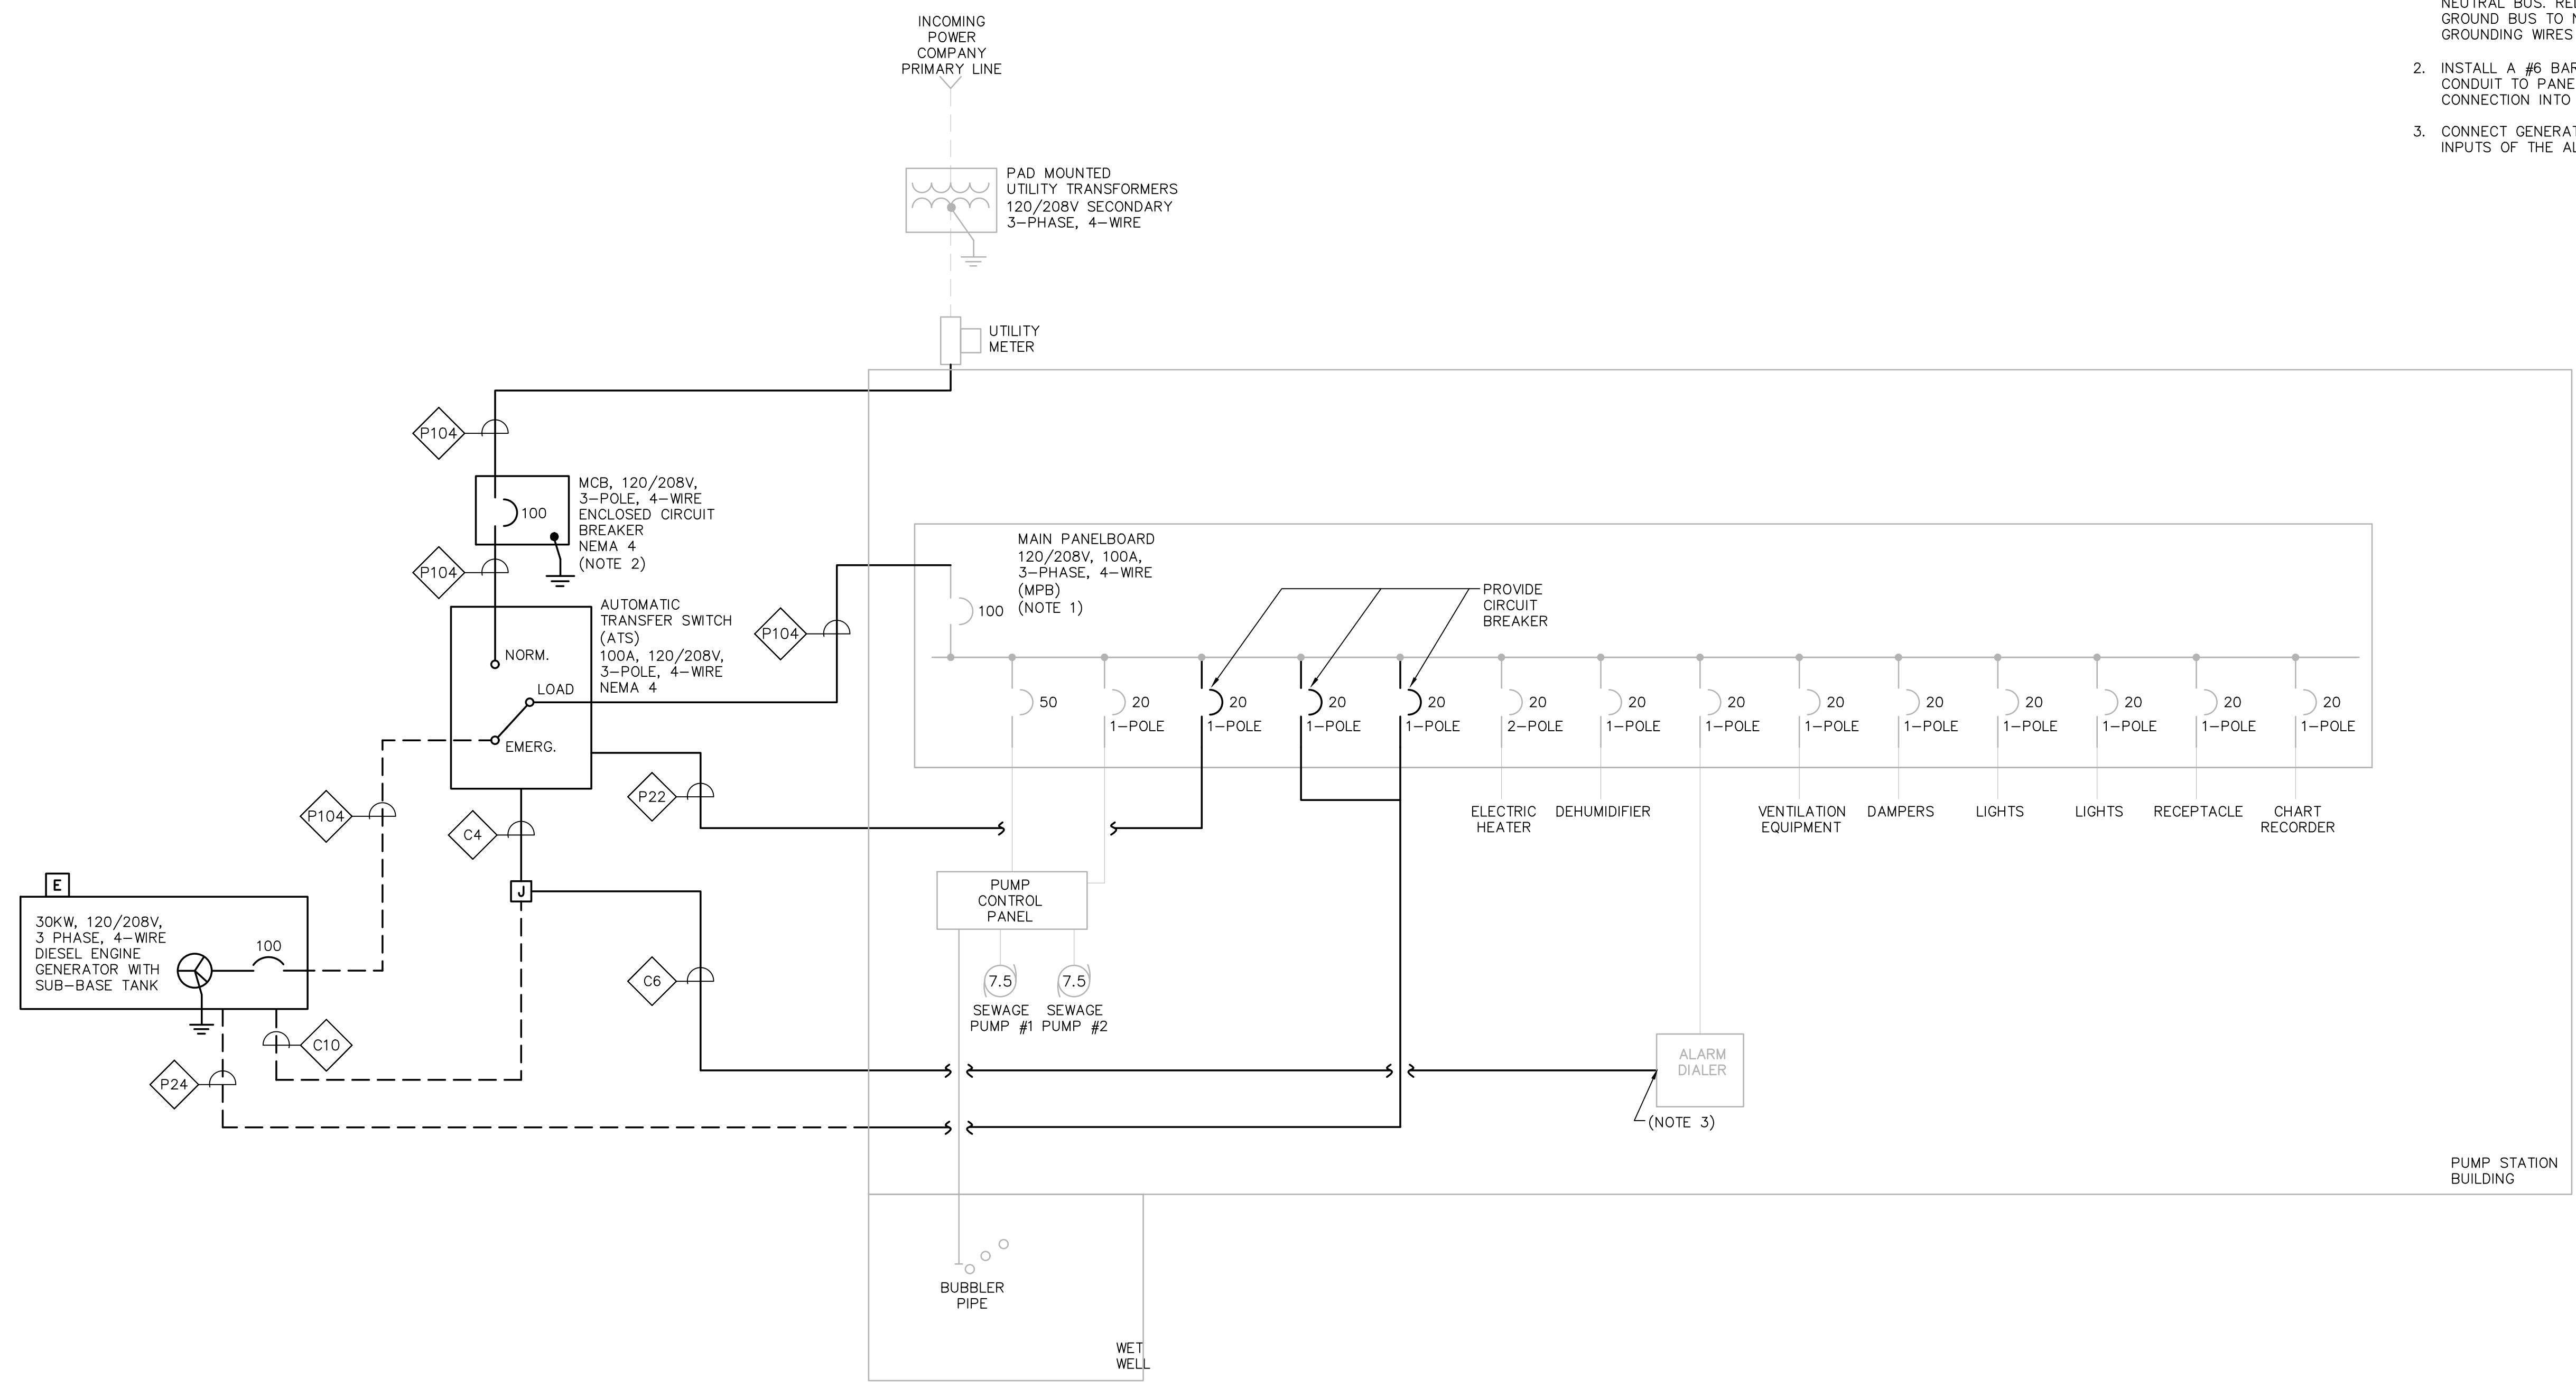 INCOMING
POWER
COMPANY
PRIMARY LINE
NEUTRAL BUS.
GROUND BUS TO
GROUNDING WIRES
2. INSTALL A #6
CONDUIT TO
CONNECTION INTO
3. CONNECT
INPUTS OF THE
PAD MOUNTED
UTILITY TRANSFORMERS
120/208V SECONDARY
3-PHASE, 4-WIRE
UTILITY
METER
P104
MCB, 120/208V,
3-POLE, 4-WIRE
ENCLOSED CIRCUIT
BREAKER
NEMA 4
(NOTE 2)
100
P104
AUTOMATIC
TRANSFER SWITCH
(ATS)
100A, 120/208V,
3-POLE, 4-WIRE
NEMA 4
NORM.
LOAD
EMERG.
P104
MAIN PANELBOARD
120/208V, 100A,
3-PHASE, 4-WIRE
(MPB)
(NOTE 1)
100
PROVIDE
CIRCUIT
BREAKER
50
20
1-POLE
20
1-POLE
20
1-POLE
20
1-POLE
20
2-POLE
20
1-POLE
20
1-POLE
20
1-POLE
20
1-POLE
20
1-POLE
20
1-POLE
20
1-POLE
20
1-POLE
ELECTRIC
HEATER
DEHUMIDIFIER
VENTILATION
EQUIPMENT
DAMPERS
LIGHTS
LIGHTS
RECEPTACLE
CHART
RECORDER
P104
P22
C4
J
E
30KW, 120/208V,
3 PHASE, 4-WIRE
DIESEL ENGINE
GENERATOR WITH
SUB-BASE TANK
100
C6
C10
P24
PUMP
CONTROL
PANEL
7.5
7.5
SEWAGE
PUMP #1
SEWAGE
PUMP #2
ALARM
DIALER
(NOTE 3)
PUMP STATION
BUILDING
BUBBLER
PIPE
WET
WELL